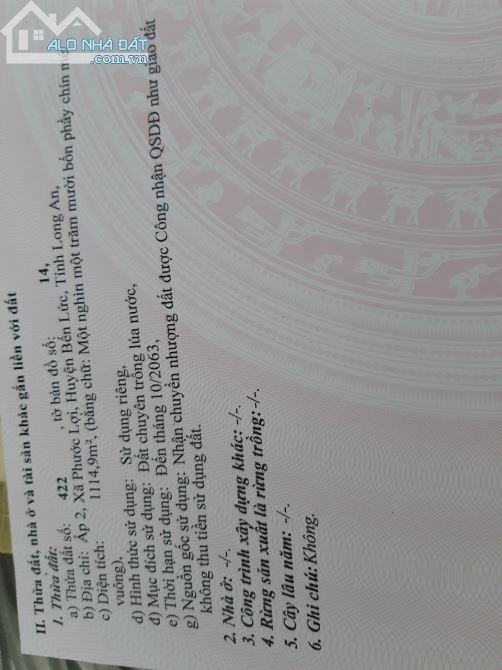 ALO NHÀ ĐẤT
.com.vn
II. Thửa đất, nhà ở và tài sản khác gắn liền với đất
1. Thửa đất:
a) Thửa đất số: 422 , tờ bản đồ số: 14,
b) Địa chỉ: Ấp 2, Xã Phước Lợi, Huyện Bến Lức, Tỉnh Long An,
c) Diện tích: 1114,9m², (bằng chữ: Một nghìn một trăm mười bốn phẩy chín
vuông),
d) Hình thức sử dụng: Sử dụng riêng,
đ) Mục đích sử dụng: Đất chuyên trồng lúa nước,
e) Thời hạn sử dụng: Đến tháng 10/2063,
g) Nguồn gốc sử dụng: Nhận chuyển nhượng đất được Công nhận QSDĐ như giao đất
không thu tiền sử dụng đất.
2. Nhà ở: -/-.
3. Công trình xây dựng khác: -/-.
4. Rừng sản xuất là rừng trồng: -/-.
5. Cây lâu năm: -/-.
6. Ghi chú: Không.